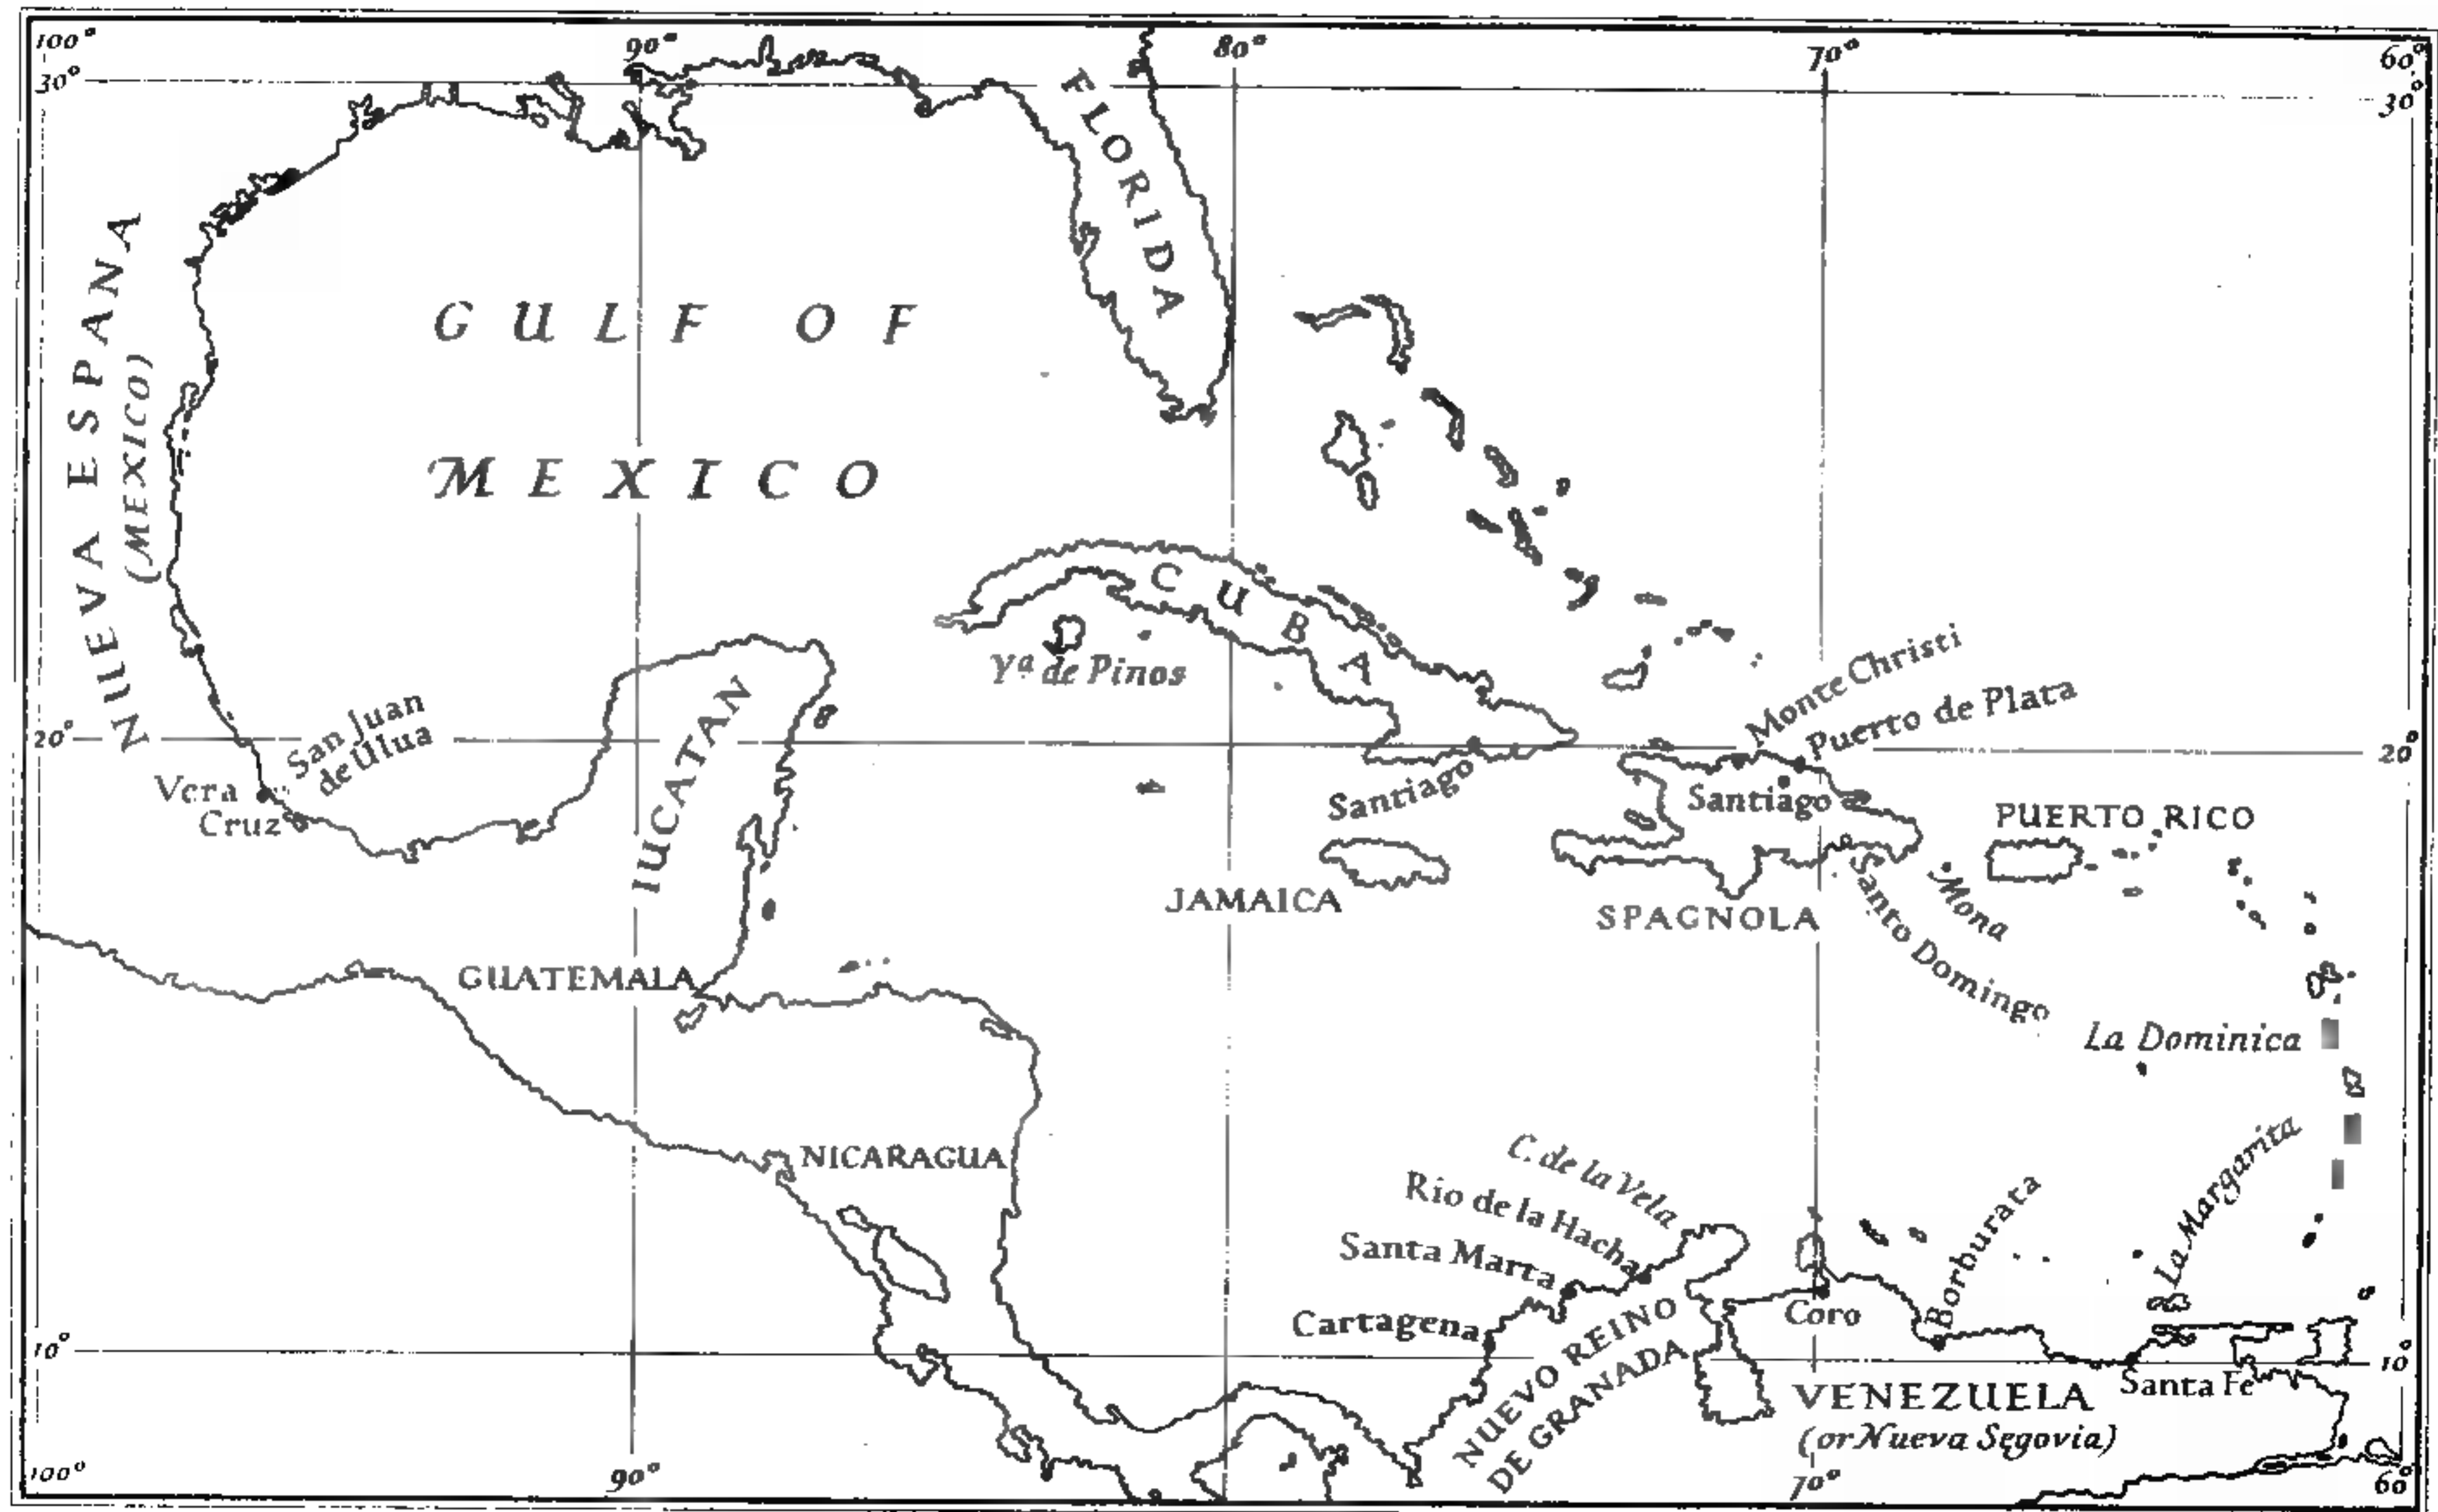 100°
90°
80°
70°
60°
30°
30°
FLORIDA
NUEVA ESPANA
(MEXICO)
GULF OF
MEXICO
CUBA
Yª de Pinos
Monte Christi
Puerto de Plata
IUCATAN
San Juan
de Ulua
20°
20°
Vera
Cruz
Santiago
Santiago
PUERTO RICO
JAMAICA
SPAGNOLA
Santo Domingo
Mona
GUATEMALA
La Dominica
NICARAGUA
C. de la Vela
Rio de la Hacha
Santa Marta
Cartagena
Borburata
La Margarita
Coro
NUEVO REINO
DE GRANADA
10°
10°
Santa Fe
VENEZUELA
(or Nueva Segovia)
100°
90°
70°
60°